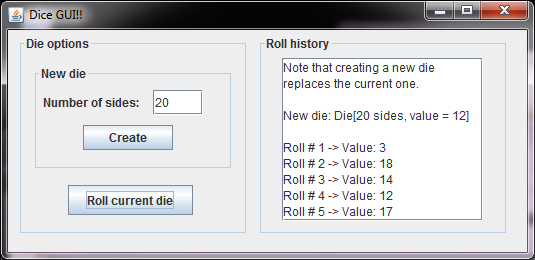 Dice GUI!!
Die options
New die
Number of sides: 20
Create
Roll current die
Roll history
Note that creating a new die
replaces the current one.
New die: Die[20 sides, value = 12]
Roll # 1 -> Value: 3
Roll # 2 -> Value: 18
Roll # 3 -> Value: 14
Roll # 4 -> Value: 12
Roll # 5 -> Value: 17